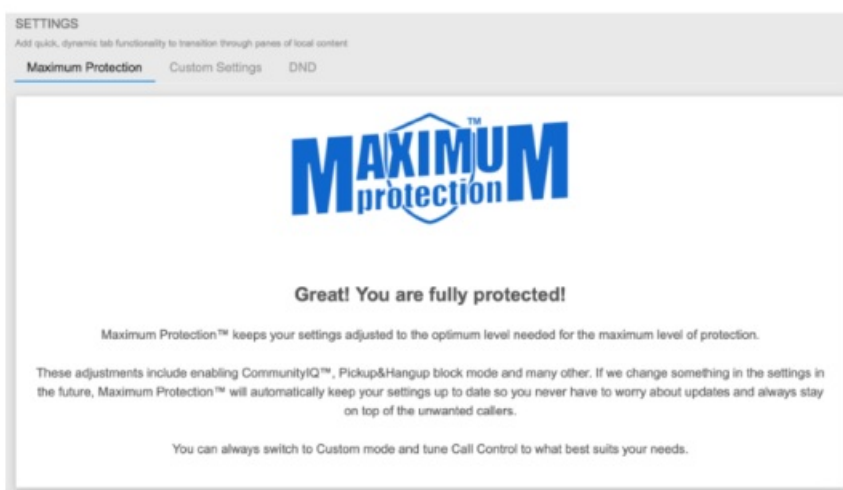 SETTINGS
Add quick, dynamic tab functionality to transition through panes of local content
Maximum Protection Custom Settings DND
MAXIMUM™
protection
Great! You are fully protected!
Maximum Protection™ keeps your settings adjusted to the optimum level needed for the maximum level of protection.
These adjustments include enabling CommunityIQ™, Pickup&Hangup block mode and many other. If we change something in the settings in
the future, Maximum Protection™ will automatically keep your settings up to date so you never have to worry about updates and always stay
on top of the unwanted callers.
You can always switch to Custom mode and tune Call Control to what best suits your needs.